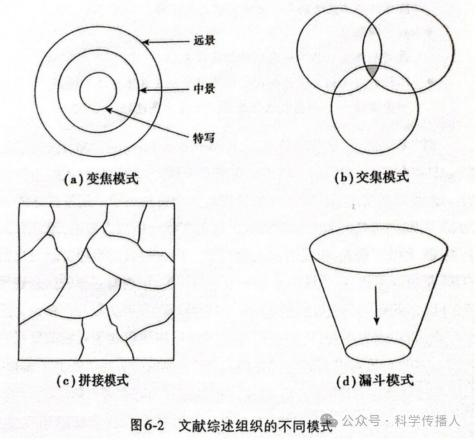 远景
中景
特写
(a)变焦模式
(b)交集模式
(c)拼接模式
(d)漏斗模式
图6-2 文献综述组织的不同模式
公众号·科学传播人